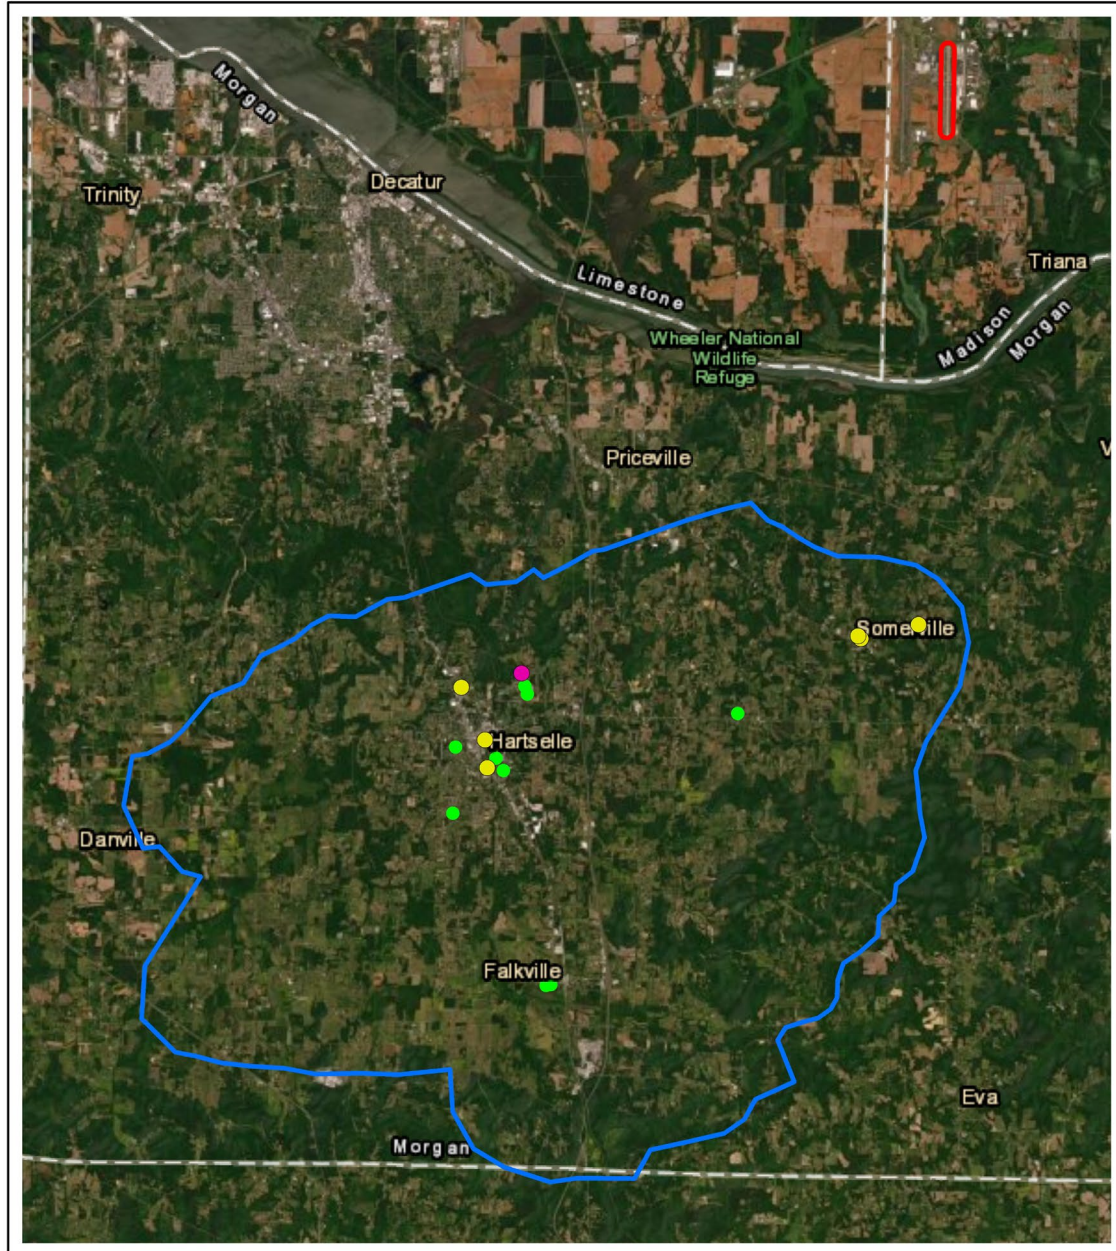 Morgan
Trinity
Decatur
Limestone
Triana
Wheeler National
Wildlife
Refuge
Madison
Morgan
Priceville
V
Somerville
Hartselle
Danville
Falkville
Eva
Morgan